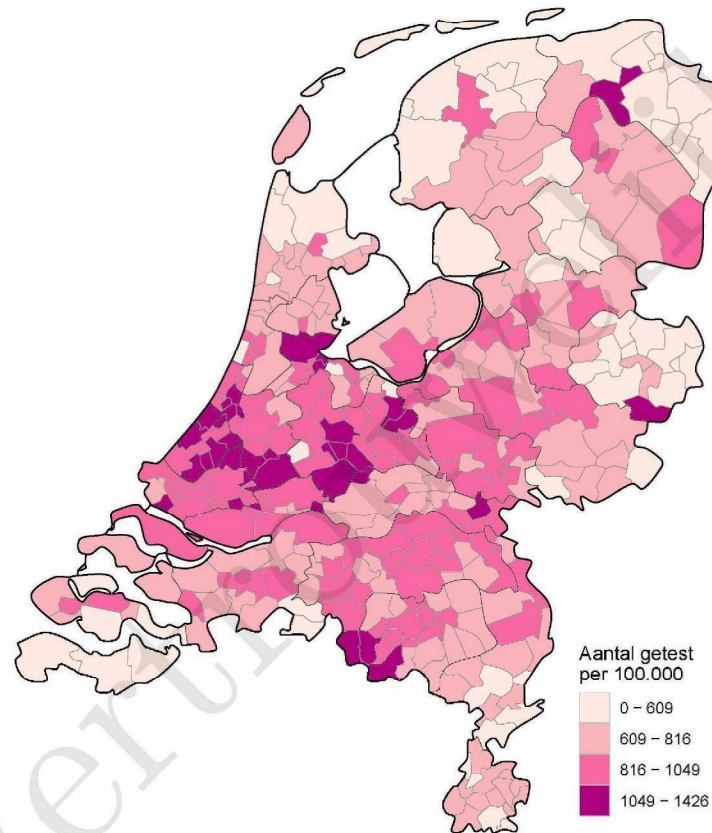 Aantal getest
per 100.000
0 – 609
609 – 816
816 – 1049
1049 – 1426